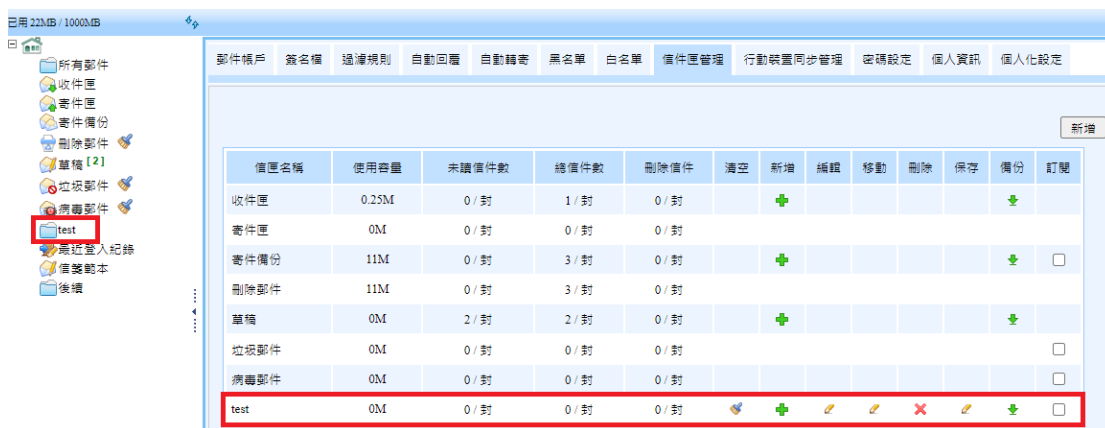 已用 22MB / 1000MB
所有郵件
收件匣
寄件匣
寄件備份
刪除郵件
草稿 [2]
垃圾郵件
病毒郵件
test
最近登入紀錄
信箋範本
後續
郵件帳戶 簽名檔 過濾規則 自動回覆 自動轉寄 黑名單 白名單 信件匣管理 行動裝置同步管理 密碼設定 個人資訊 個人化設定
新增
信匣名稱 使用容量 未讀信件數 總信件數 刪除信件 清空 新增 編輯 移動 刪除 保存 備份 訂閱
收件匣 0.25M 0 / 封 1 / 封 0 / 封
寄件匣 0M 0 / 封 0 / 封 0 / 封
寄件備份 11M 0 / 封 3 / 封 0 / 封
刪除郵件 11M 0 / 封 3 / 封 0 / 封
草稿 0M 2 / 封 2 / 封 0 / 封
垃圾郵件 0M 0 / 封 0 / 封 0 / 封
病毒郵件 0M 0 / 封 0 / 封 0 / 封
test 0M 0 / 封 0 / 封 0 / 封